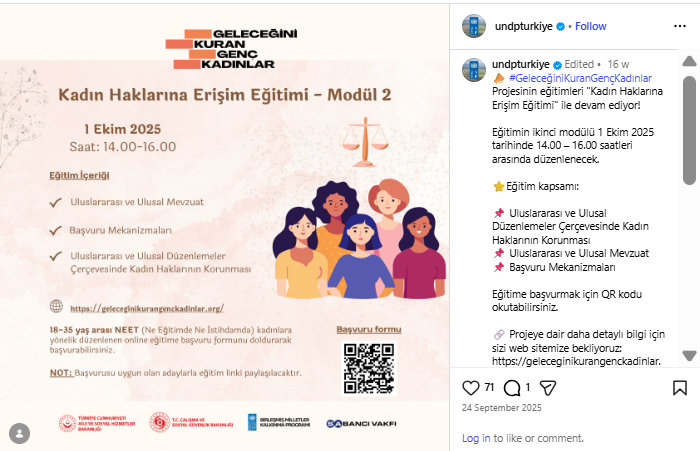 GELECEĞİNİ
KURAN
GENÇ
KADINLAR
Kadın Haklarına Erişim Eğitimi – Modül 2
1 Ekim 2025
Saat: 14.00-16.00
Eğitim İçeriği
Uluslararası ve Ulusal Mevzuat
Başvuru Mekanizmaları
Uluslararası ve Ulusal Düzenlemeler
Çerçevesinde Kadın Haklarının Korunması
https://geleceginikurangenckadinlar.org/
18-35 yaş arası NEET (Ne Eğitimde Ne İstihdamda) kadınlara
yönelik düzenlenen online eğitime başvuru formunu doldurarak
başvurabilirsiniz.
Başvuru formu
NOT: Başvurusu uygun olan adaylarla eğitim linki paylaşılacaktır.
TÜRKİYE CUMHURİYETİ
AİLE VE SOSYAL HİZMETLER
BAKANLIĞI
T.C. ÇALIŞMA VE
SOSYAL GÜVENLİK BAKANLIĞI
BİRLEŞMİŞ MİLLETLER
KALKINMA PROGRAMI
SABANCI VAKFI
undpturkiye • Follow
undpturkiye Edited • 16 w
#GeleceğiniKuranGençKadınlar
Projesinin eğitimleri "Kadın Haklarına
Erişim Eğitimi" ile devam ediyor!
Eğitimin ikinci modülü 1 Ekim 2025
tarihinde 14.00 – 16.00 saatleri
arasında düzenlenecek.
Eğitim kapsamı:
Uluslararası ve Ulusal
Düzenlemeler Çerçevesinde Kadın
Haklarının Korunması
Uluslararası ve Ulusal Mevzuat
Başvuru Mekanizmaları
Eğitime başvurmak için QR kodu
okutabilirsiniz.
Projeye dair daha detaylı bilgi için
sizi web sitemize bekliyoruz:
https://geleceginikurangenckadinlar.
71 1
24 September 2025
Log in to like or comment.